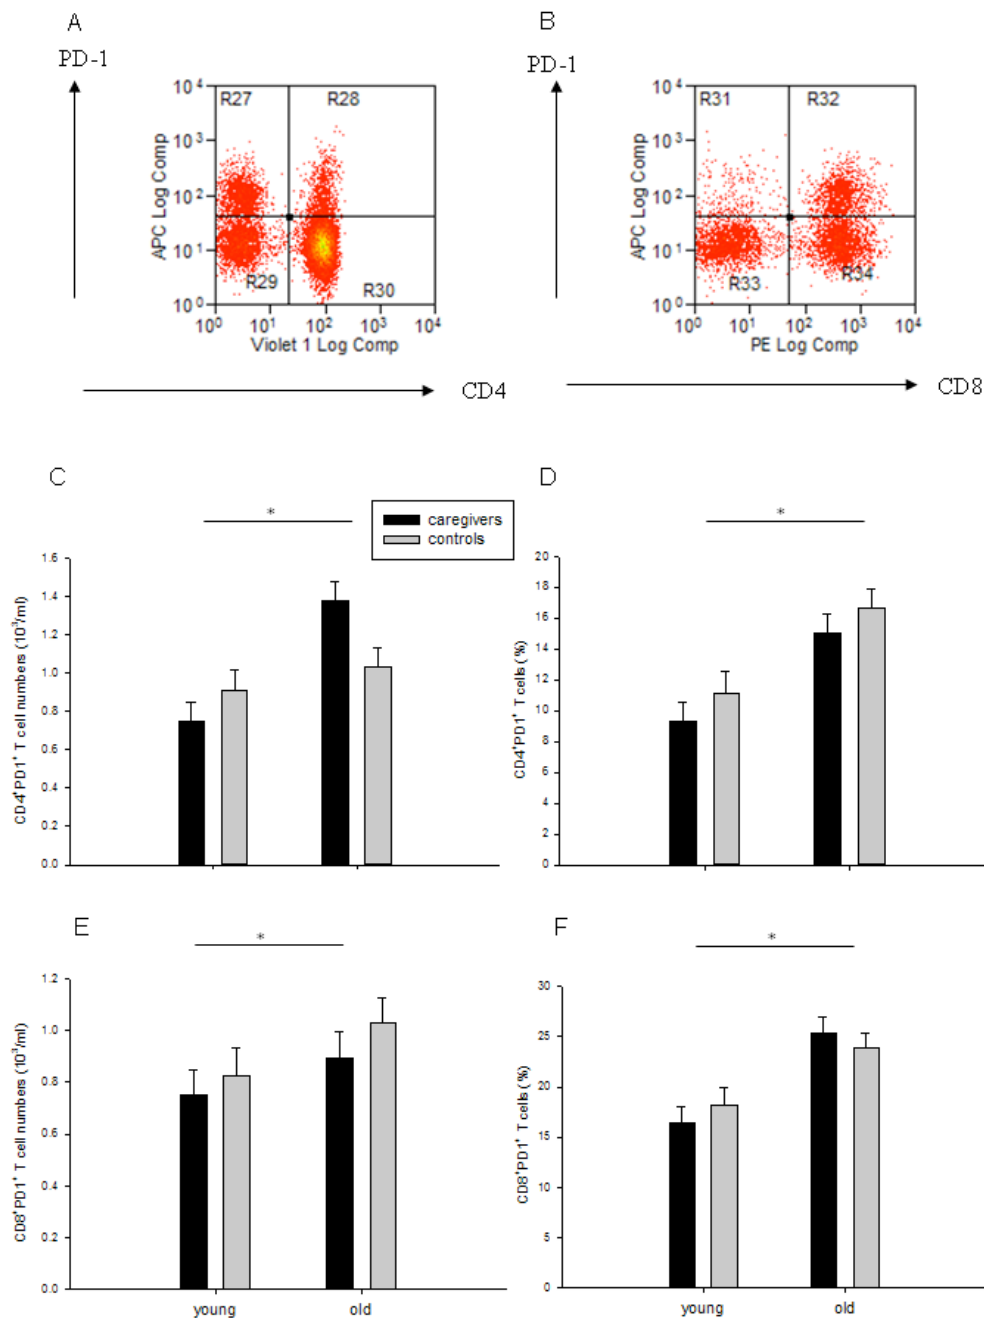 A
PD-1
10⁴
10³
10²
10¹
10⁰
APC Log Comp
R27
R28
R29
R30
10⁰ 10¹ 10² 10³ 10⁴
Violet 1 Log Comp
CD4
B
PD-1
10⁴
10³
10²
10¹
10⁰
APC Log Comp
R31
R32
R33
R34
10⁰ 10¹ 10² 10³ 10⁴
PE Log Comp
CD8
C
*
caregivers
controls
1.6
1.4
1.2
1.0
0.8
0.6
0.4
0.2
0.0
CD4⁺PD1⁺ T cell numbers (10³/ml)
D
*
20
18
16
14
12
10
8
6
4
2
0
CD4⁺PD1⁺ T cells (%)
E
*
1.2
1.0
0.8
0.6
0.4
0.2
0.0
CD8⁺PD1⁺ T cell numbers (10³/ml)
young old
F
*
30
25
20
15
10
5
0
CD8⁺PD1⁺ T cells (%)
young old